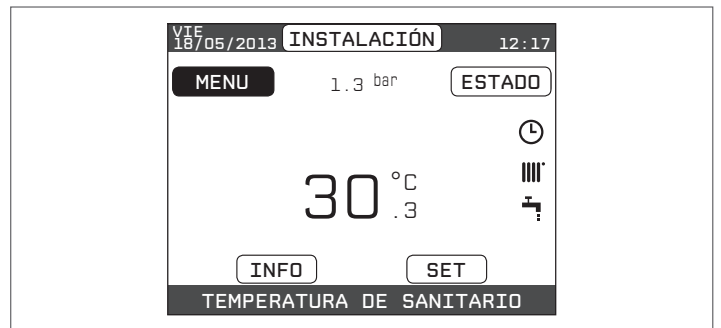 VIE
18/05/2013 INSTALACIÓN 12:17
MENU 1.3 bar ESTADO
30.3 °C
INFO SET
TEMPERATURA DE SANITARIO